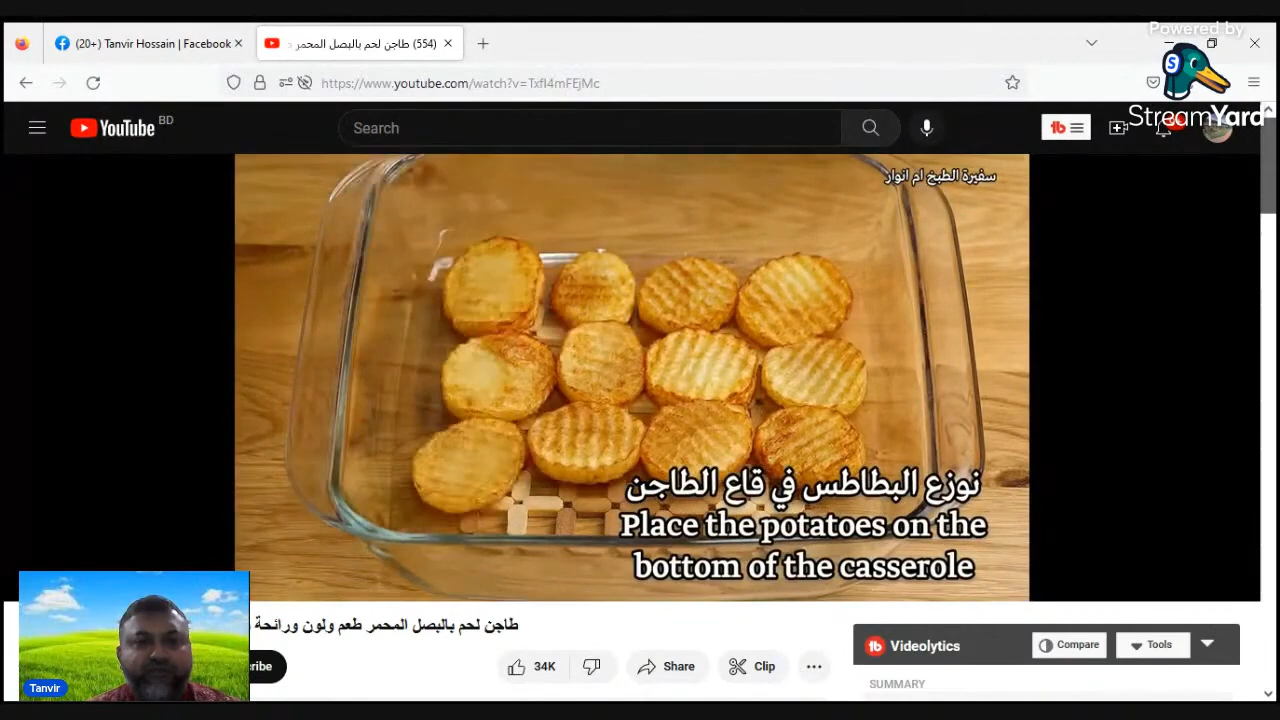 Powered by
StreamYard
(20+) Tanvir Hossain | Facebook
(554) طاجن لحم بالبصل المحمر
https://www.youtube.com/watch?v=TxfI4mFEjMc
YouTube BD
Search
سفيرة الطبخ ام انوار
نوزع البطاطس في قاع الطاجن
Place the potatoes on the
bottom of the casserole
طاجن لحم بالبصل المحمر طعم ولون ورائحة
34K
Share
Clip
Videolytics
Compare
Tools
SUMMARY
Tanvir